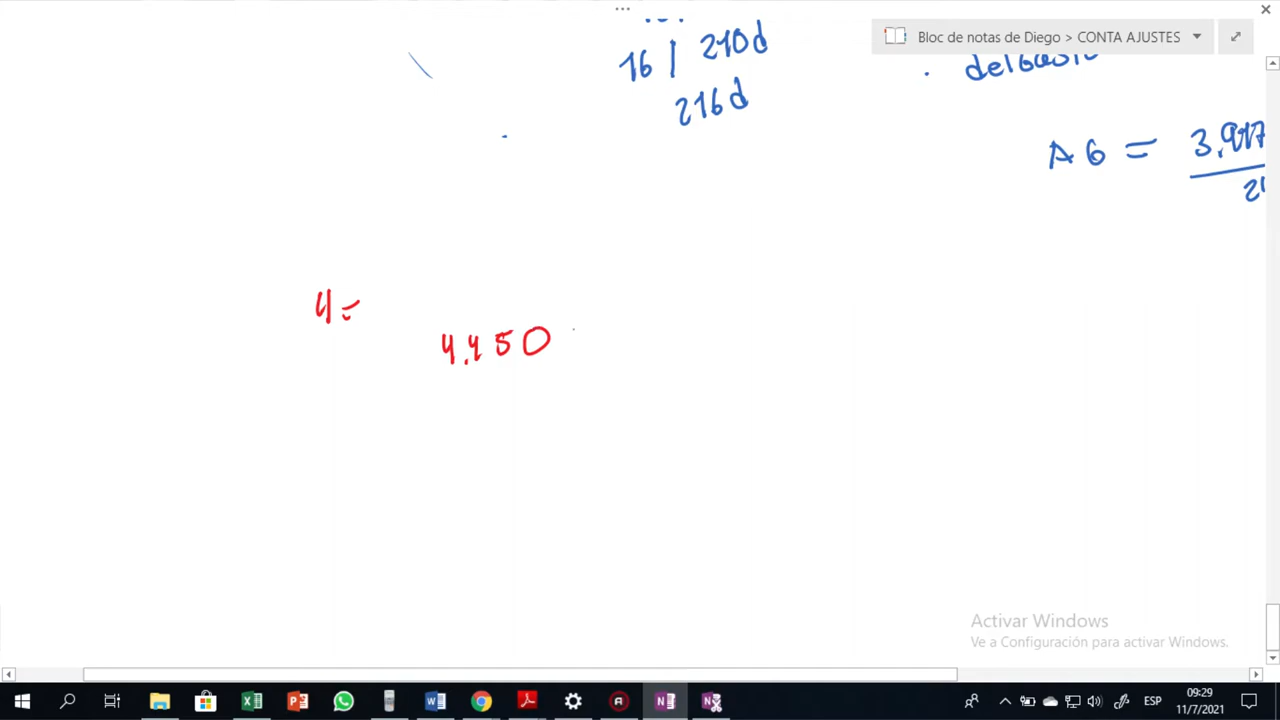 Bloc de notas de Diego > CONTA AJUSTES
16 | 210d
216d
A6 =
4=
4.450
Activar Windows
Ve a Configuración para activar Windows.
ESP
09:29
11/7/2021